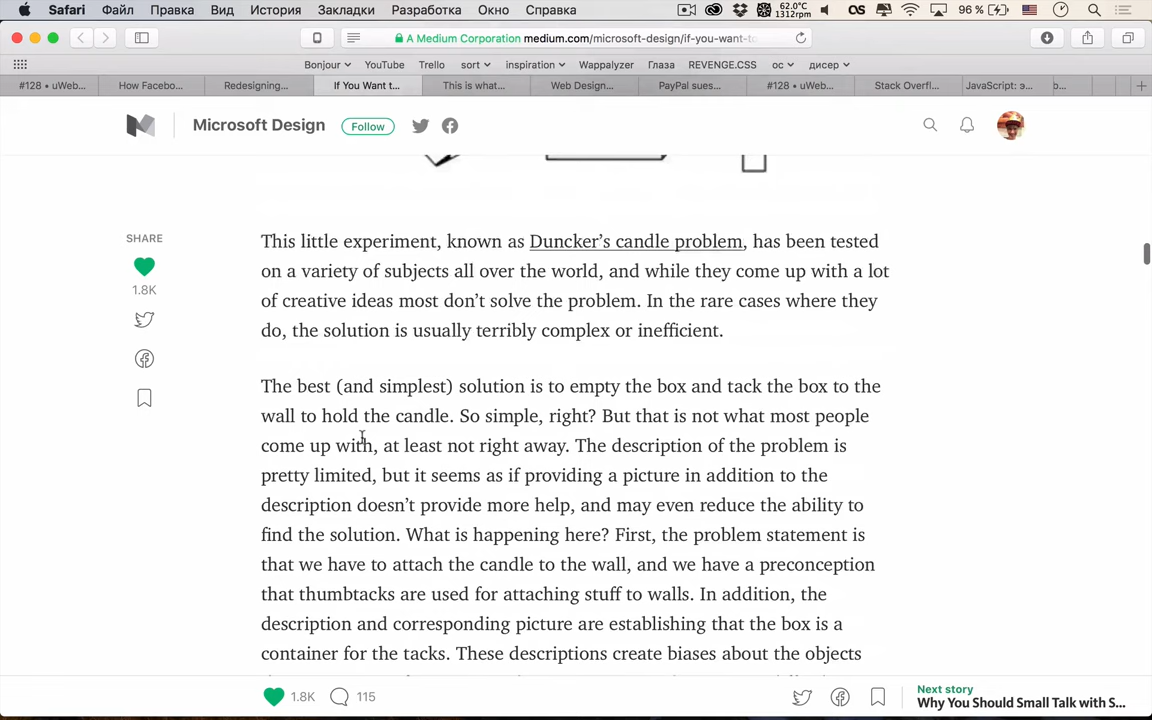 Safari Файл Правка Вид История Закладки Разработка Окно Справка 62.0°C 1312rpm 96 %
A Medium Corporation medium.com/microsoft-design/if-you-want-to-
Bonjour YouTube Trello sort inspiration Wappalyzer Глаза REVENGE.CSS ос дисер
#128 • uWeb... How Facebo... Redesigning... If You Want t... This is what... Web Design... PayPal sues... #128 • uWeb... Stack Overfl... JavaScript: э... b...
Microsoft Design Follow
SHARE
1.8K
This little experiment, known as Duncker’s candle problem, has been tested
on a variety of subjects all over the world, and while they come up with a lot
of creative ideas most don’t solve the problem. In the rare cases where they
do, the solution is usually terribly complex or inefficient.
The best (and simplest) solution is to empty the box and tack the box to the
wall to hold the candle. So simple, right? But that is not what most people
come up with, at least not right away. The description of the problem is
pretty limited, but it seems as if providing a picture in addition to the
description doesn’t provide more help, and may even reduce the ability to
find the solution. What is happening here? First, the problem statement is
that we have to attach the candle to the wall, and we have a preconception
that thumbtacks are used for attaching stuff to walls. In addition, the
description and corresponding picture are establishing that the box is a
container for the tacks. These descriptions create biases about the objects
1.8K 115
Next story
Why You Should Small Talk with S...